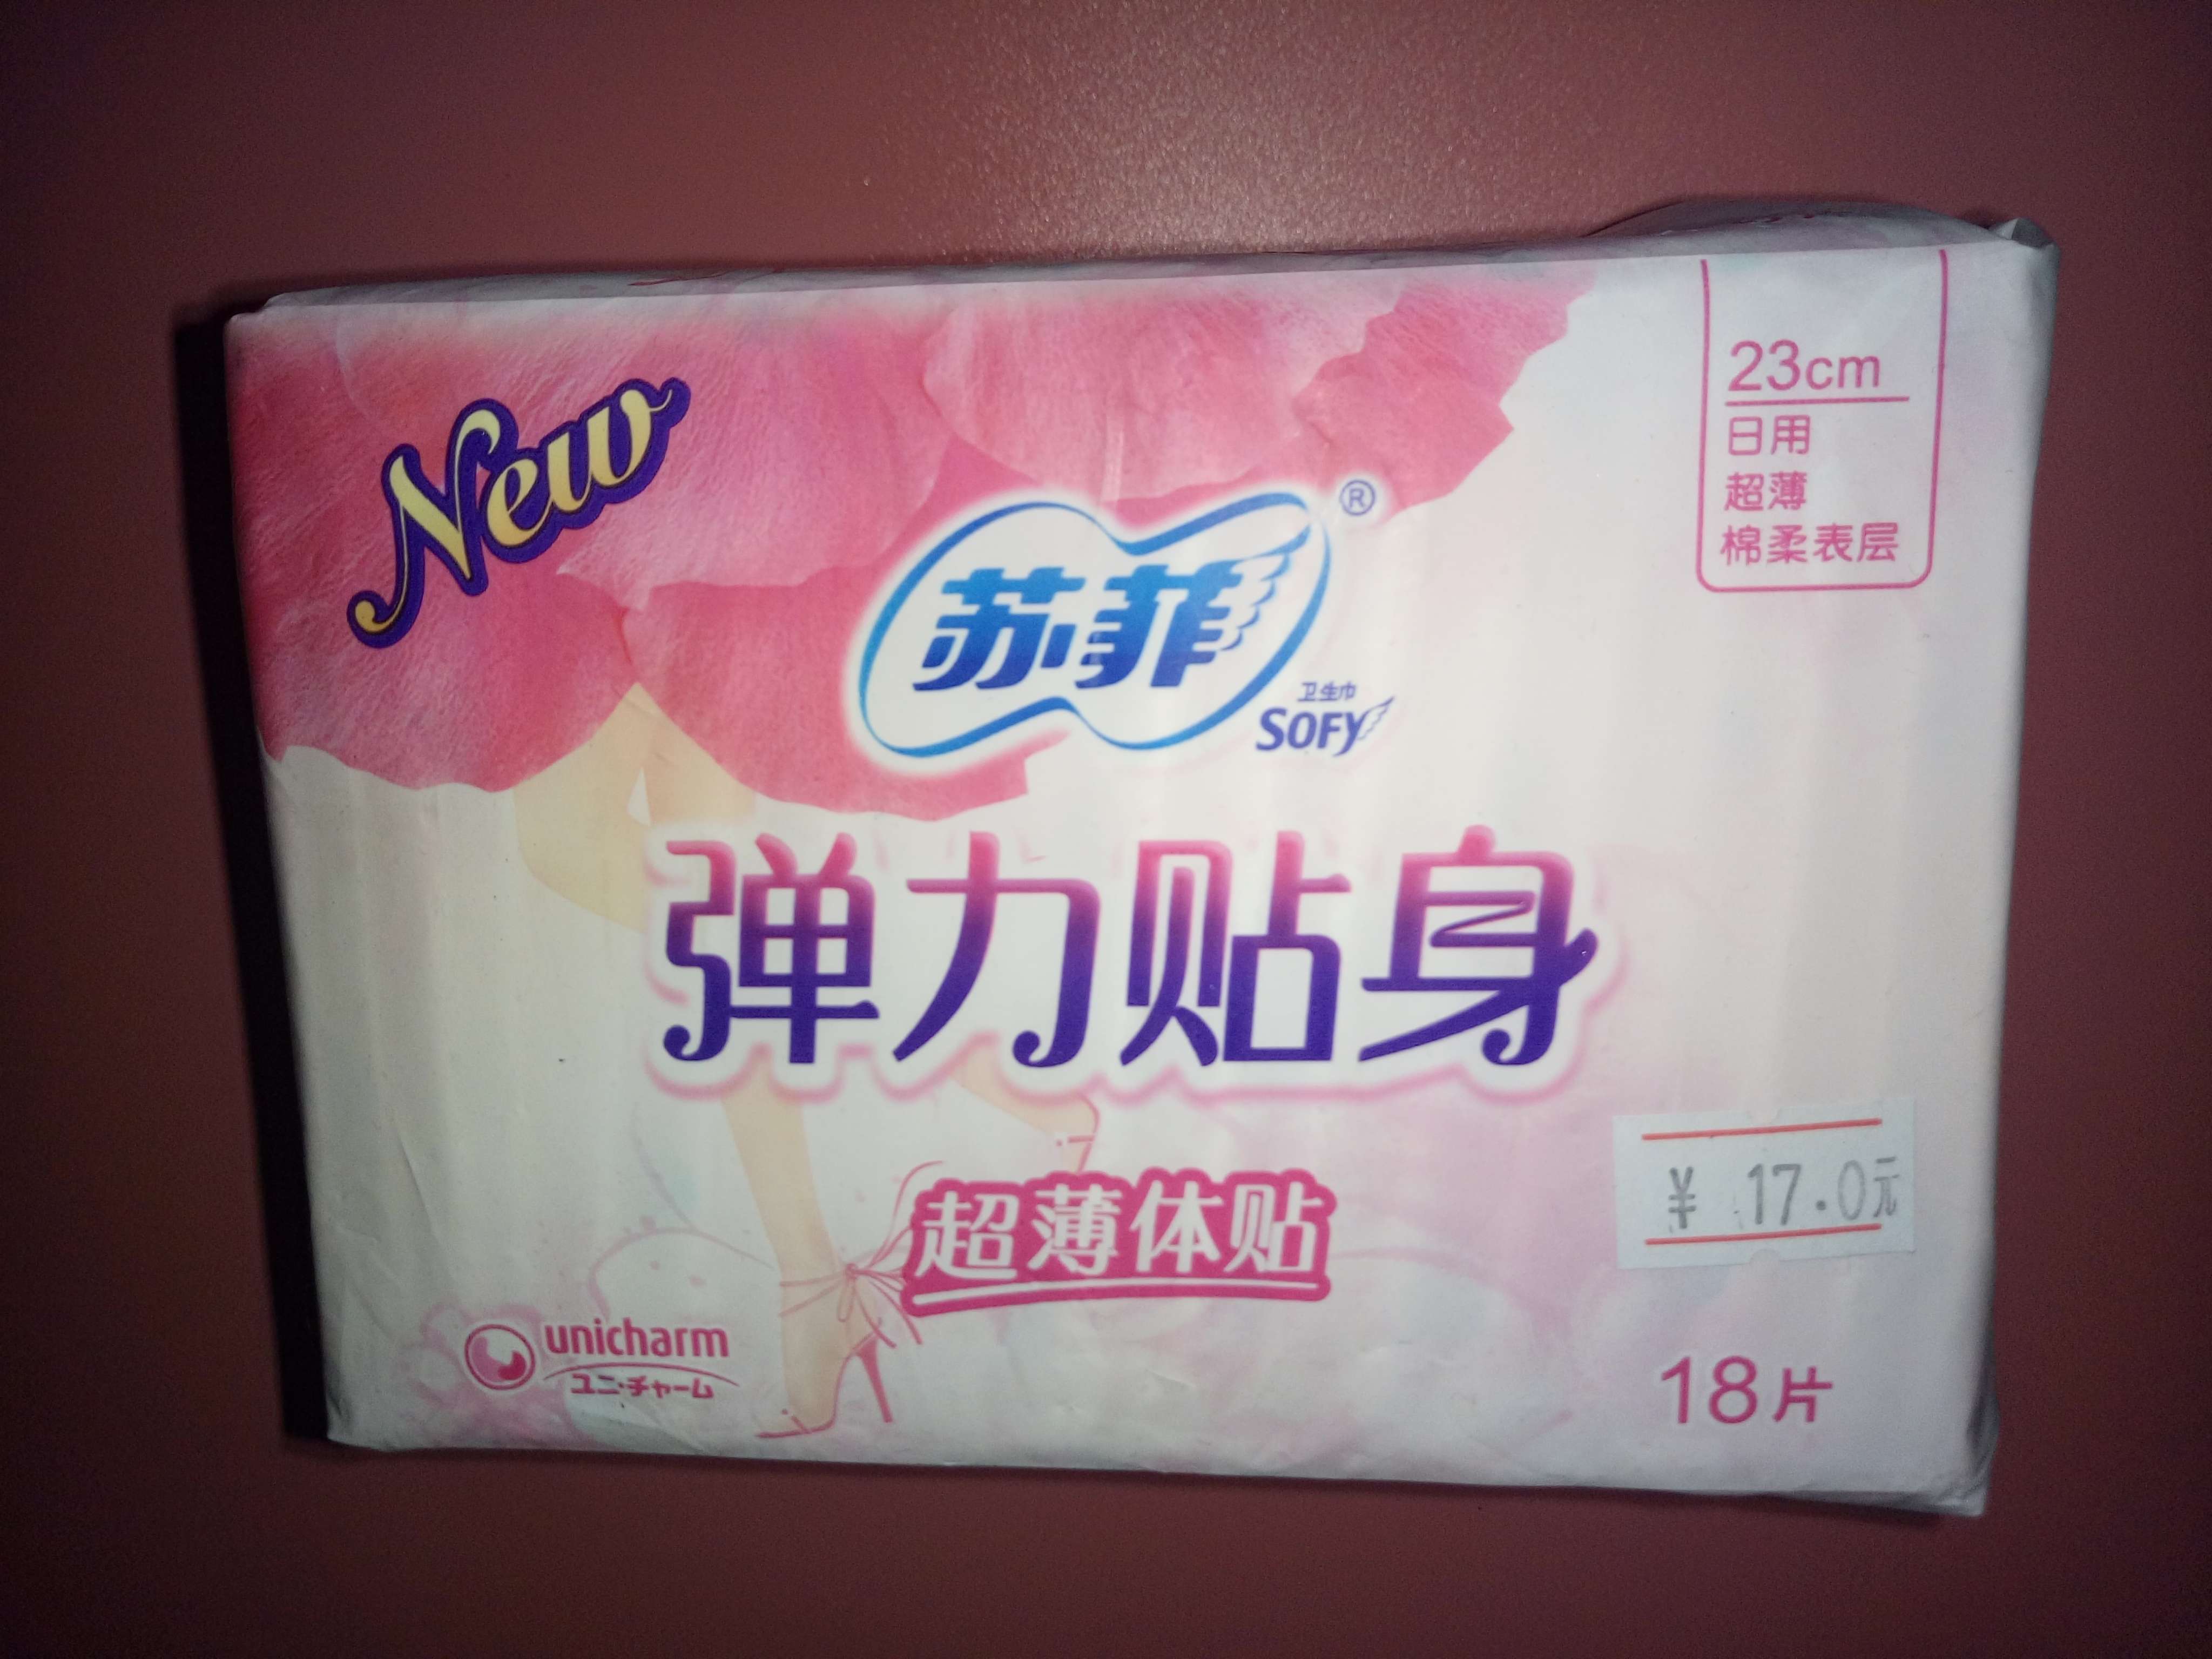 New
23cm
日用
超薄
棉柔表层
苏菲®
卫生巾
SOFY
弹力贴身
超薄体贴
¥ 17.0元
unicharm
ユニ・チャーム
18片